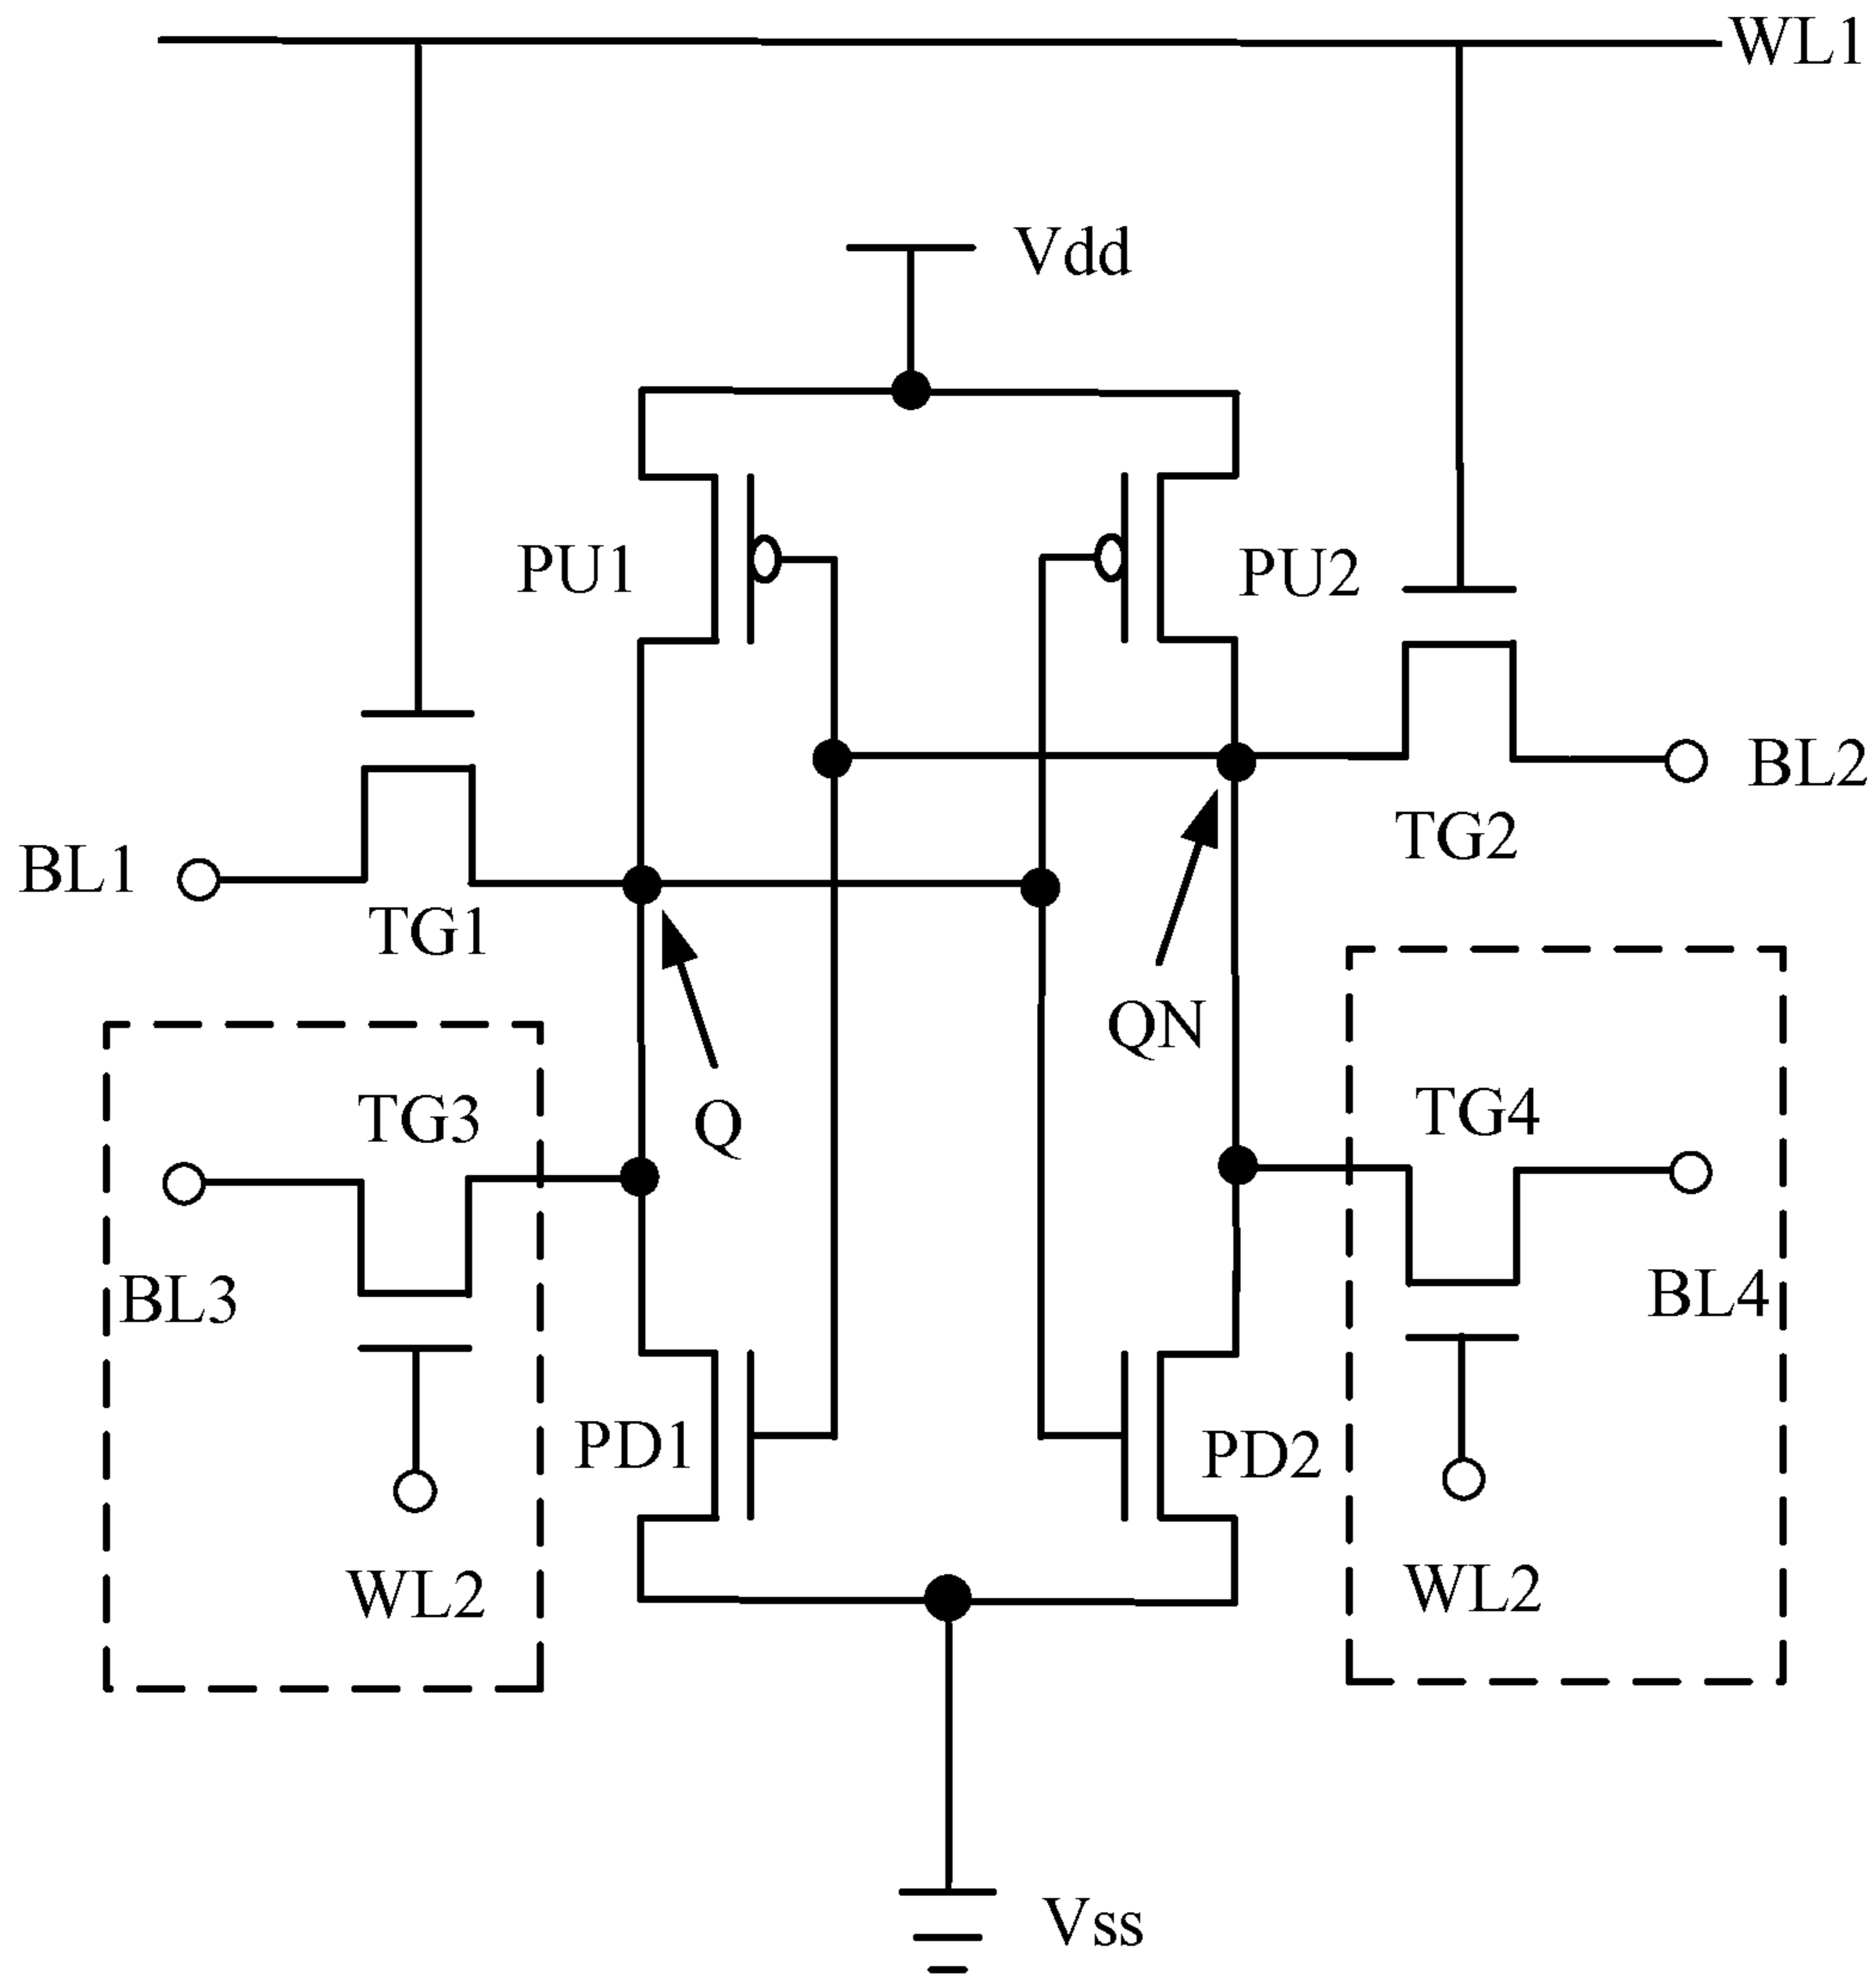 WL1
Vdd
PU1
PU2
BL2
TG2
BL1
TG1
QN
TG3
Q
TG4
BL3
BL4
PD1
PD2
WL2
WL2
Vss